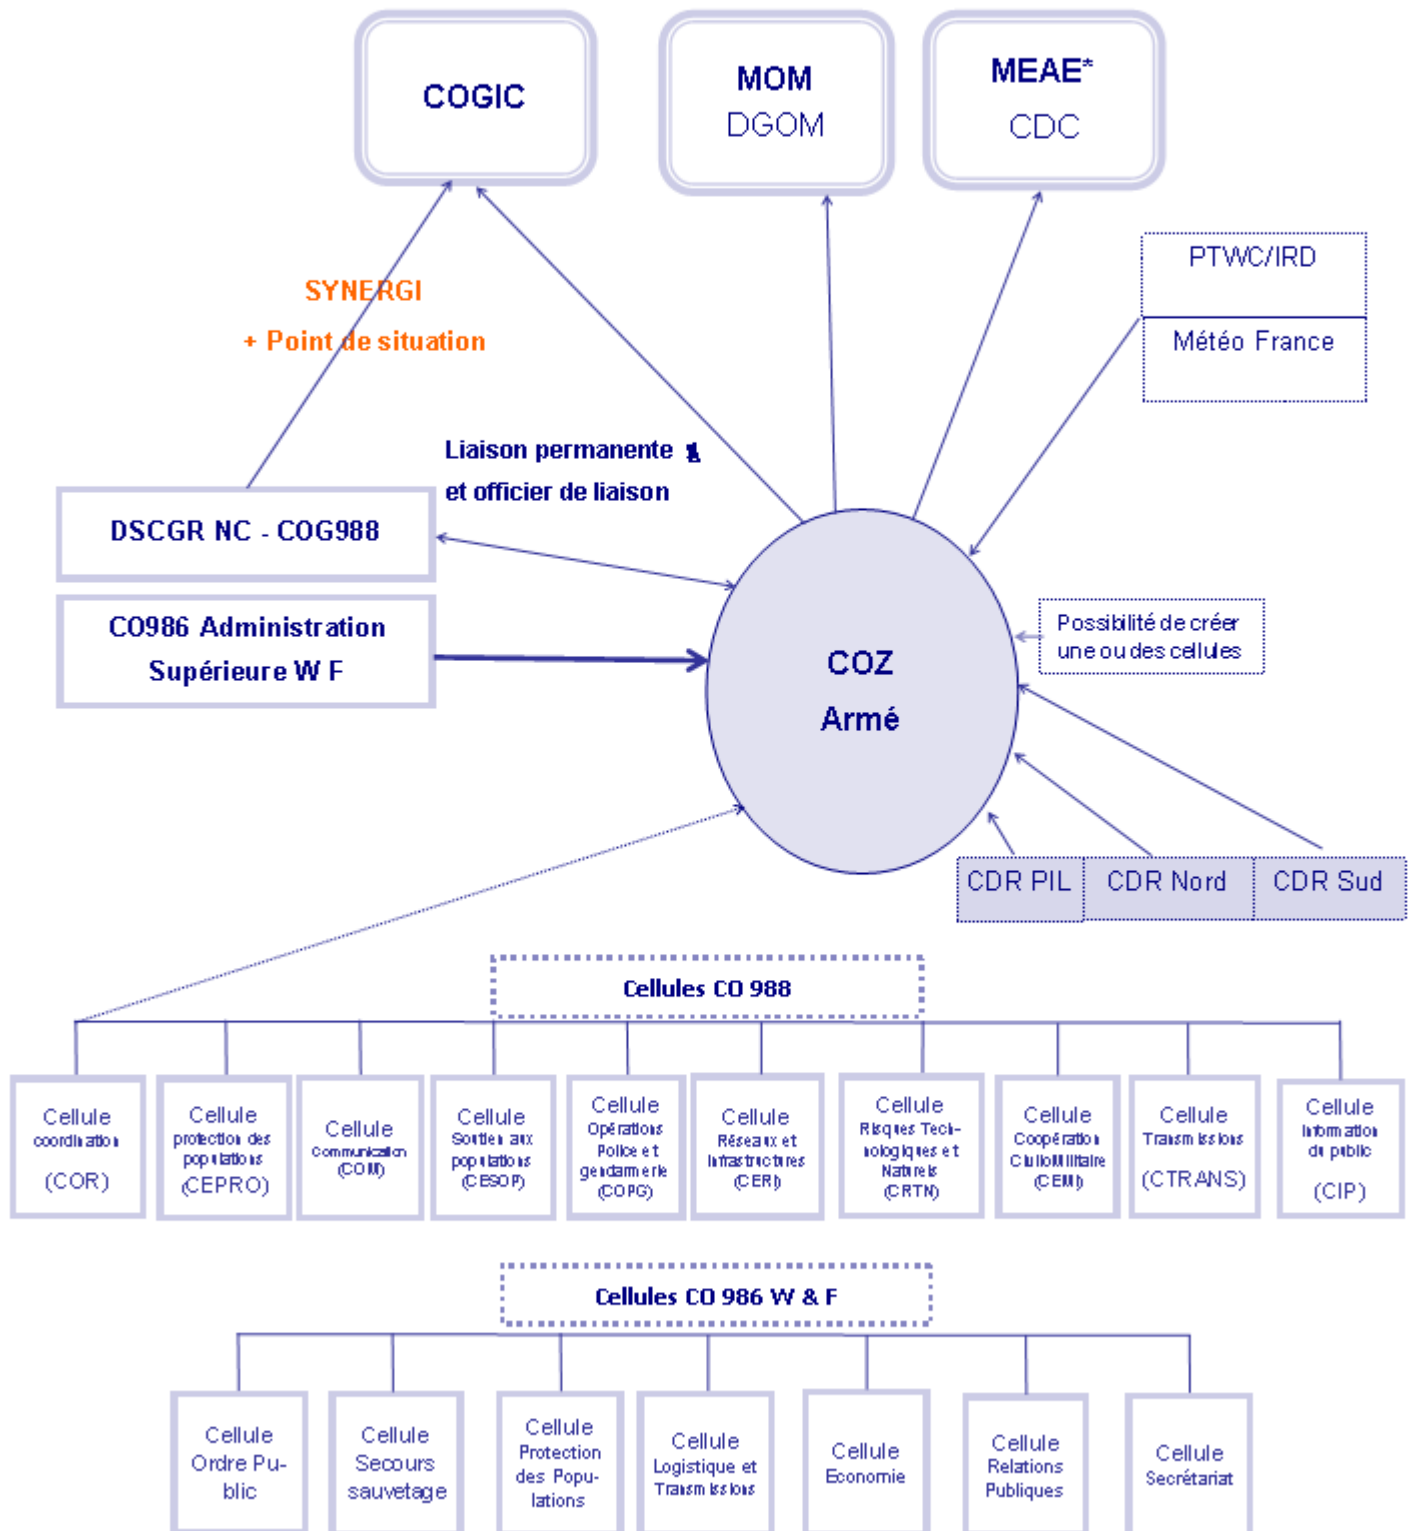 COGIC
MOM
DGOM
MEAE*
CDC
PTWC/IRD
Météo France
SYNERGI
+ Point de situation
Liaison permanente
et officier de liaison
DSCGR NC - COG988
CO986 Administration
Supérieure W F
COZ
Armé
Possibilité de créer
une ou des cellules
CDR PIL
CDR Nord
CDR Sud
Cellules CO 988
Cellule
coordination
(COR)
Cellule
protection des
populations
(CEPRO)
Cellule
Communication
(COM)
Cellule
Soutien aux
populations
(CESOP)
Cellule
Opérations
Police et
gendarmerie
(COPG)
Cellule
Réseaux et
Infrastructures
(CERI)
Cellule
Risques Tech-
nologiques et
Naturels
(CRTN)
Cellule
Coopération
CiviloMilitaire
(CEMI)
Cellule
Transmissions
(CTRANS)
Cellule
Information
du public
(CIP)
Cellules CO 986 W & F
Cellule
Ordre Pu-
blic
Cellule
Secours
sauvetage
Cellule
Protection
des Popu-
lations
Cellule
Logistique et
Transmissions
Cellule
Economie
Cellule
Relations
Publiques
Cellule
Secrétariat